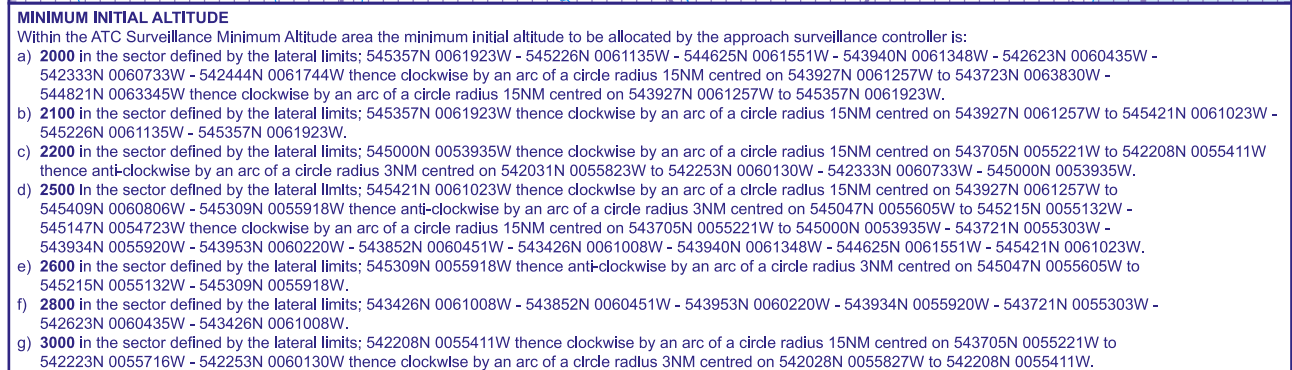 MINIMUM INITIAL ALTITUDE
Within the ATC Surveillance Minimum Altitude area the minimum initial altitude to be allocated by the approach surveillance controller is:
a) 2000 in the sector defined by the lateral limits; 545357N 0061923W - 545226N 0061135W - 544625N 0061551W - 543940N 0061348W - 542623N 0060435W -
542333N 0060733W - 542444N 0061744W thence clockwise by an arc of a circle radius 15NM centred on 543927N 0061257W to 543723N 0063830W -
544821N 0063345W thence clockwise by an arc of a circle radius 15NM centred on 543927N 0061257W to 545357N 0061923W.
b) 2100 in the sector defined by the lateral limits; 545357N 0061923W thence clockwise by an arc of a circle radius 15NM centred on 543927N 0061257W to 545421N 0061023W -
545226N 0061135W - 545357N 0061923W.
c) 2200 in the sector defined by the lateral limits; 545000N 0053935W thence clockwise by an arc of a circle radius 15NM centred on 543705N 0055221W to 542208N 0055411W
thence anti-clockwise by an arc of a circle radius 3NM centred on 542031N 0055823W to 542253N 0060130W - 542333N 0060733W - 545000N 0053935W.
d) 2500 in the sector defined by the lateral limits; 545421N 0061023W thence clockwise by an arc of a circle radius 15NM centred on 543927N 0061257W to
545409N 0060806W - 545309N 0055918W thence anti-clockwise by an arc of a circle radius 3NM centred on 545047N 0055605W to 545215N 0055132W -
545147N 0054723W thence clockwise by an arc of a circle radius 15NM centred on 543705N 0055221W to 545000N 0053935W - 543721N 0055303W -
543934N 0055920W - 543953N 0060220W - 543852N 0060451W - 543426N 0061008W - 543940N 0061348W - 544625N 0061551W - 545421N 0061023W.
e) 2600 in the sector defined by the lateral limits; 545309N 0055918W thence anti-clockwise by an arc of a circle radius 3NM centred on 545047N 0055605W to
545215N 0055132W - 545309N 0055918W.
f) 2800 in the sector defined by the lateral limits; 543426N 0061008W - 543852N 0060451W - 543953N 0060220W - 543934N 0055920W - 543721N 0055303W -
542623N 0060435W - 543426N 0061008W.
g) 3000 in the sector defined by the lateral limits; 542208N 0055411W thence clockwise by an arc of a circle radius 15NM centred on 543705N 0055221W to
542223N 0055716W - 542253N 0060130W thence clockwise by an arc of a circle radius 3NM centred on 542028N 0055827W to 542208N 0055411W.